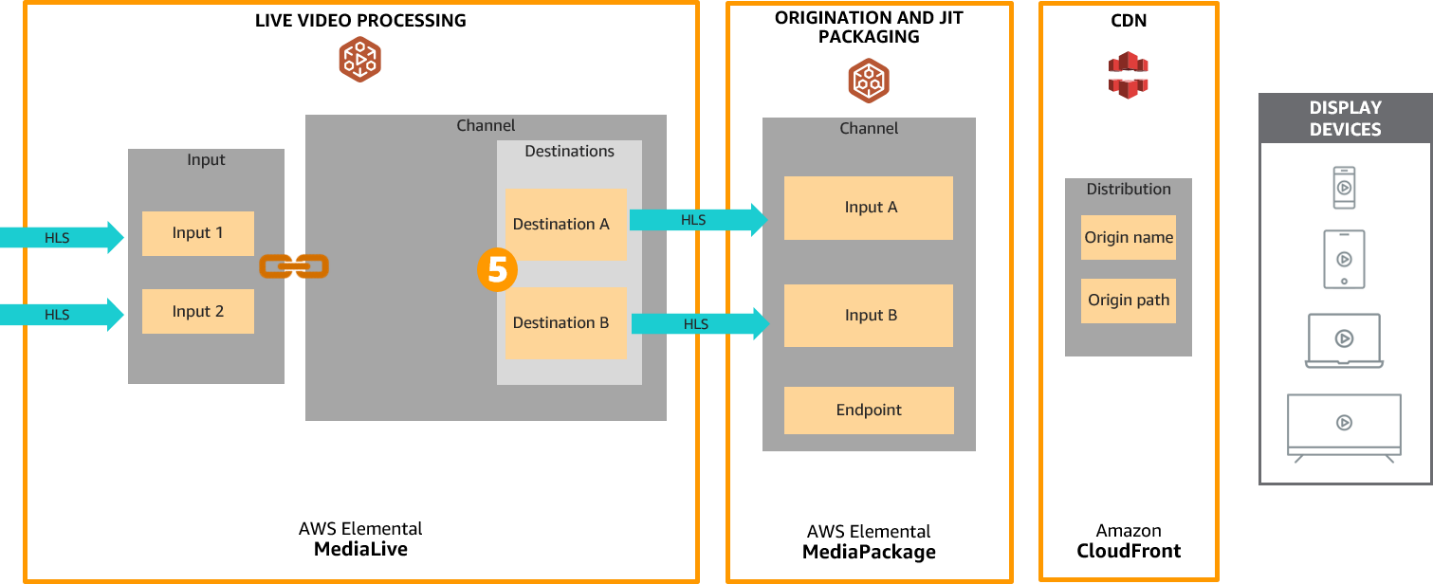 LIVE VIDEO PROCESSING
Channel
Input
Destinations
HLS
Input 1
Destination A
HLS
5
HLS
Input 2
Destination B
HLS
AWS Elemental
MediaLive
ORIGINATION AND JIT
PACKAGING
Channel
Input A
Input B
Endpoint
AWS Elemental
MediaPackage
CDN
Distribution
Origin name
Origin path
Amazon
CloudFront
DISPLAY
DEVICES